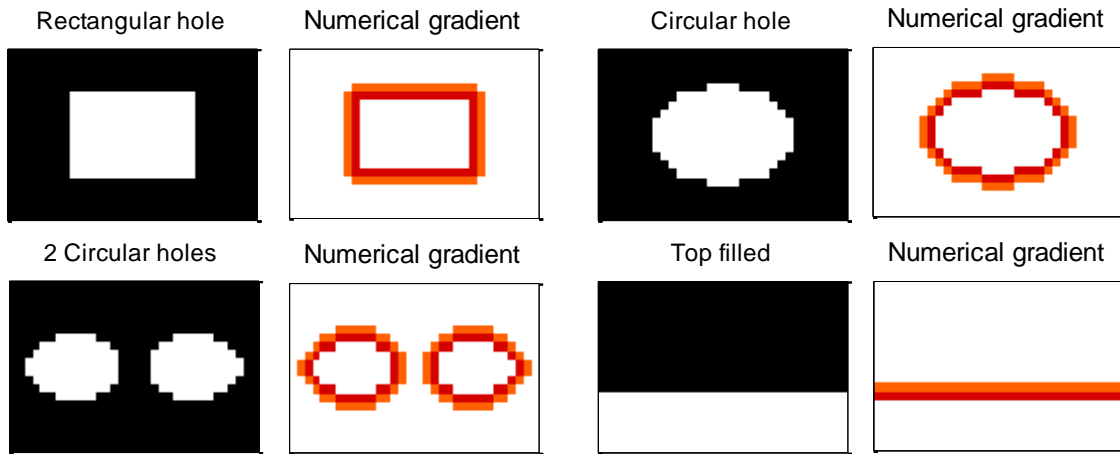 Rectangular hole
Numerical gradient
Circular hole
Numerical gradient
2 Circular holes
Numerical gradient
Top filled
Numerical gradient